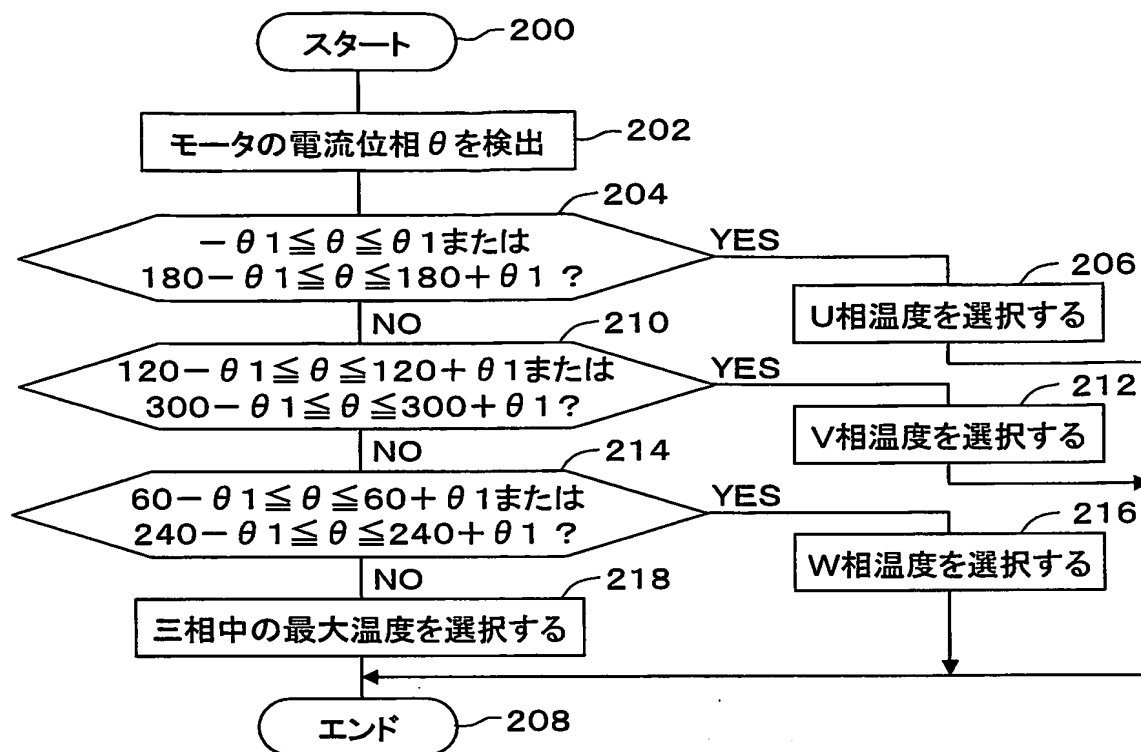 スタート
200
モータの電流位相θを検出
202
204
－θ1≦θ≦θ1または
180－θ1≦θ≦180＋θ1？
YES
206
U相温度を選択する
NO
210
120－θ1≦θ≦120＋θ1または
300－θ1≦θ≦300＋θ1？
YES
212
V相温度を選択する
NO
214
60－θ1≦θ≦60＋θ1または
240－θ1≦θ≦240＋θ1？
YES
216
W相温度を選択する
NO
218
三相中の最大温度を選択する
エンド
208